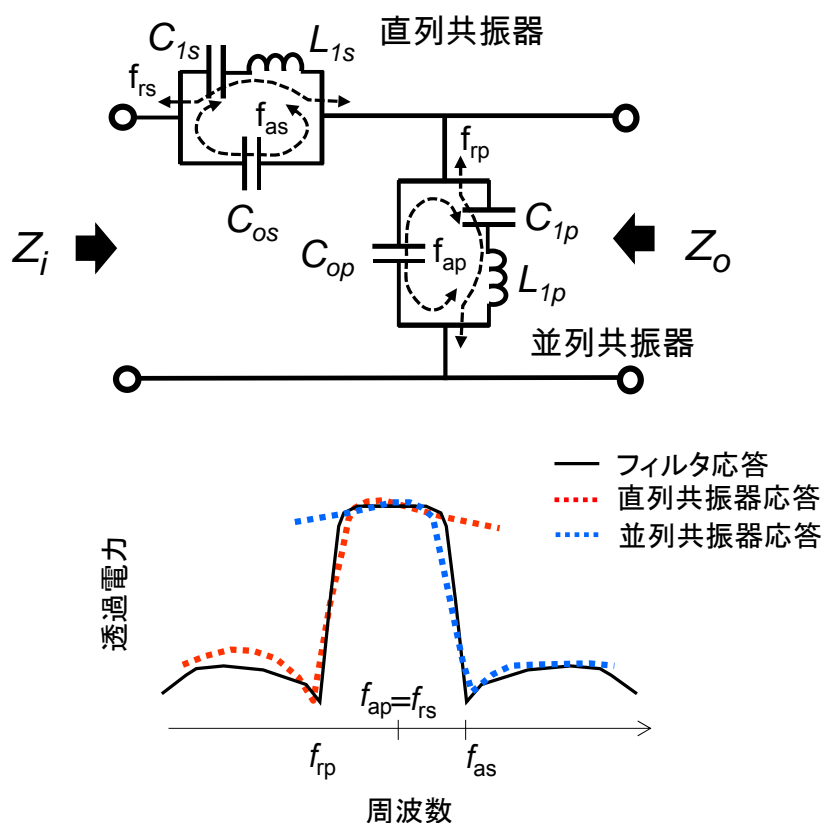 直列共振器
C1s
L1s
frs
fas
Cos
frp
Zi
Cop
fap
C1p
L1p
Zo
並列共振器
フィルタ応答
直列共振器応答
並列共振器応答
透過電力
fap=frs
frp
fas
周波数